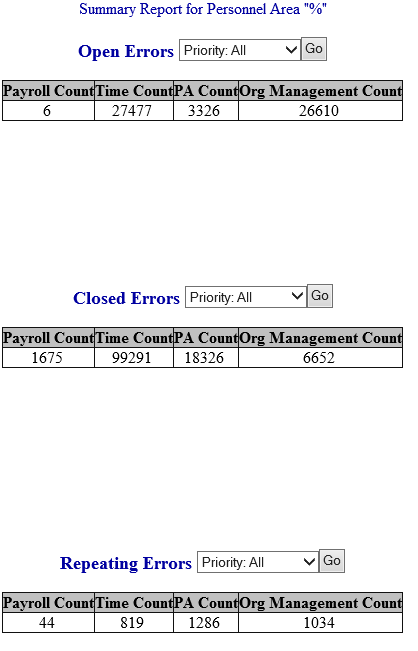 Summary Report for Personnel Area "%"
Open Errors Priority: All Go
Payroll Count Time Count PA Count Org Management Count
6 27477 3326 26610
Closed Errors Priority: All Go
Payroll Count Time Count PA Count Org Management Count
1675 99291 18326 6652
Repeating Errors Priority: All Go
Payroll Count Time Count PA Count Org Management Count
44 819 1286 1034